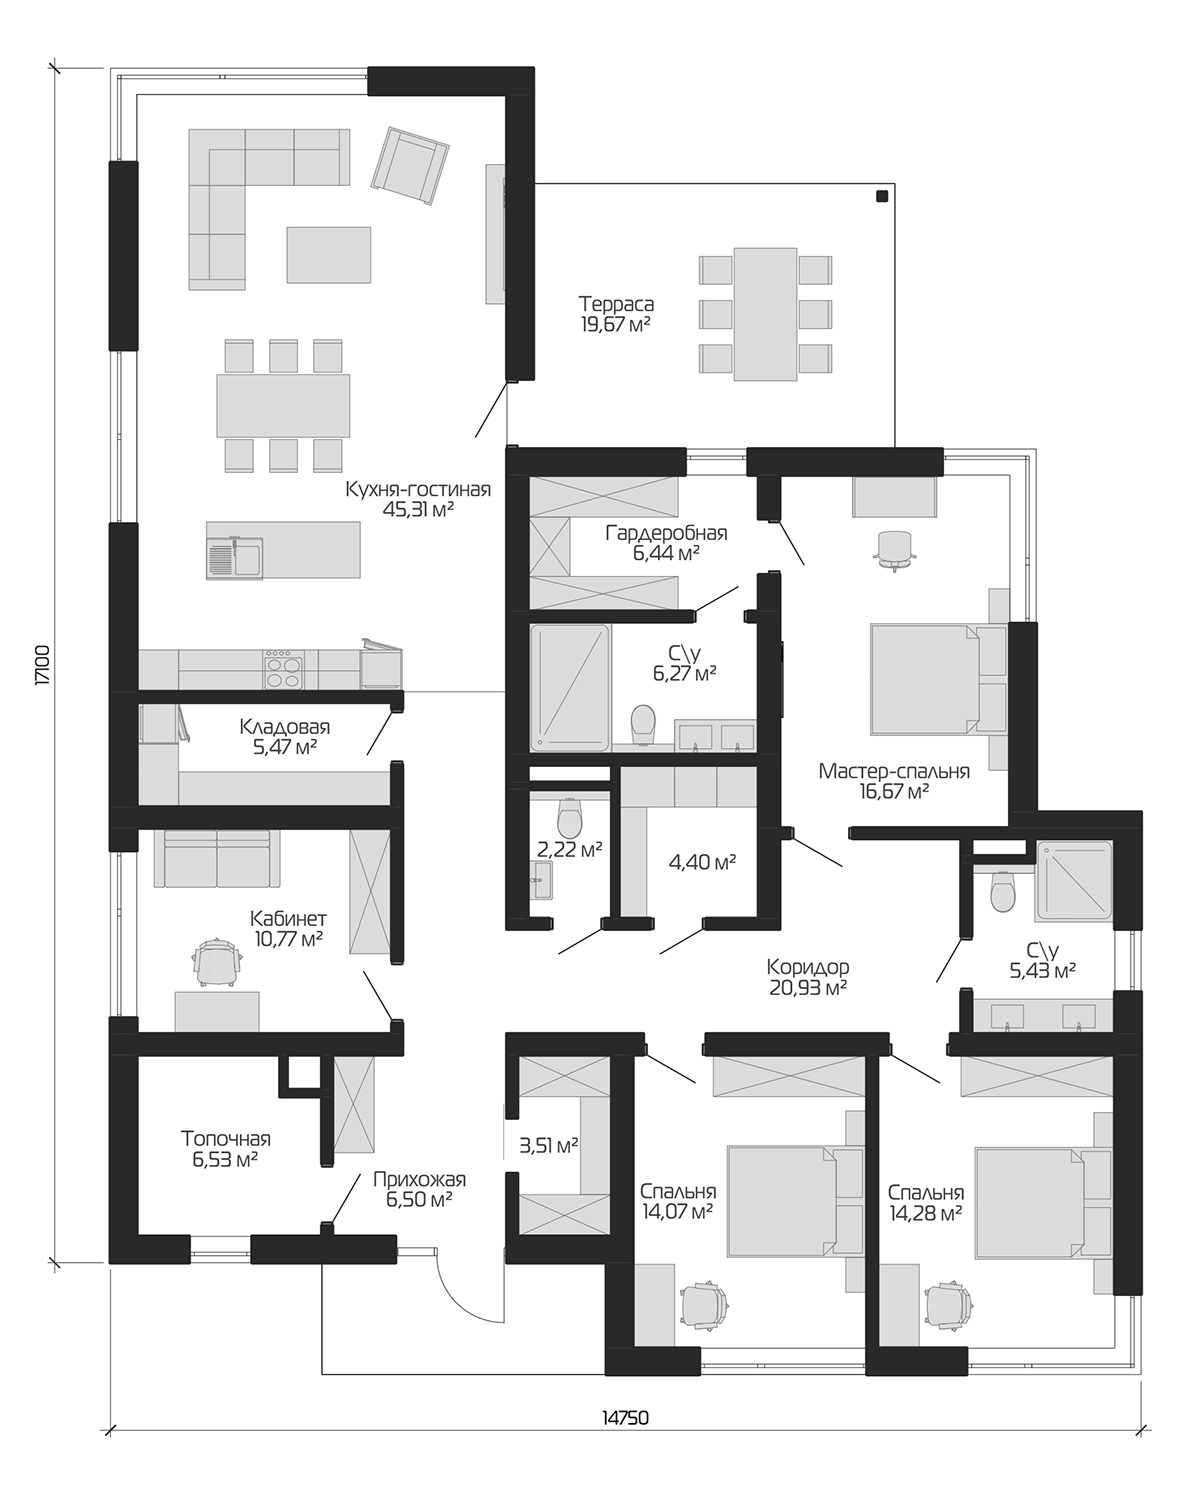 Терраса
19,67 м²
Кухня-гостиная
45,31 м²
Гардеробная
6,44 м²
17100
С\у
6,27 м²
Кладовая
5,47 м²
Мастер-спальня
16,67 м²
2,22 м²
4,40 м²
Кабинет
10,77 м²
С\у
5,43 м²
Коридор
20,93 м²
Топочная
6,53 м²
3,51 м²
Прихожая
6,50 м²
Спальня
14,07 м²
Спальня
14,28 м²
14750